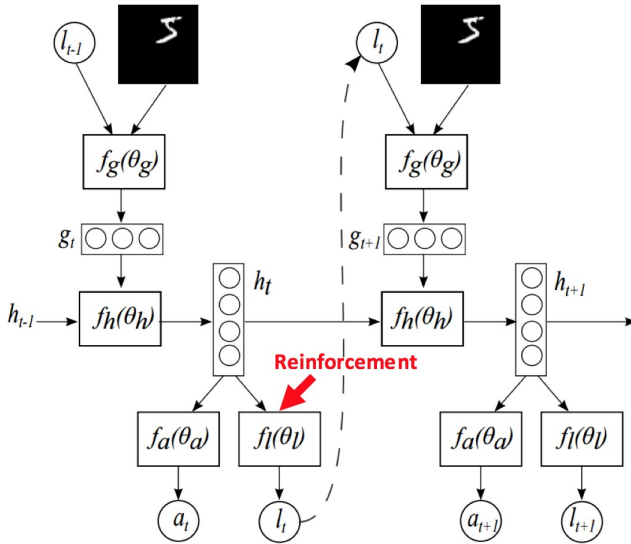 l_{t-1}
l_t
f_g(θ_g)
f_g(θ_g)
g_t
g_{t+1}
h_t
h_{t+1}
h_{t-1}
f_h(θ_h)
f_h(θ_h)
Reinforcement
f_a(θ_a)
f_l(θ_l)
f_a(θ_a)
f_l(θ_l)
a_t
l_t
a_{t+1}
l_{t+1}